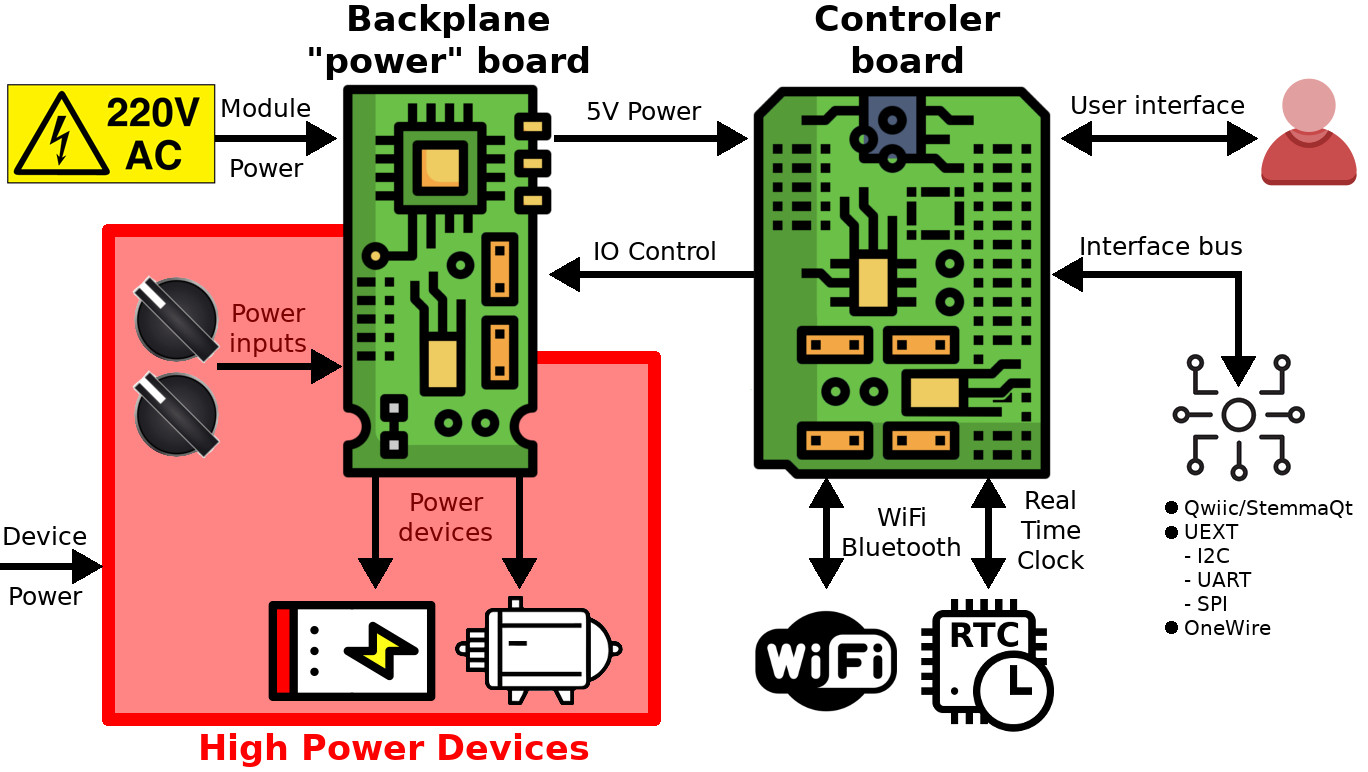 Backplane
"power" board
Controler
board
220V
AC
Module
Power
5V Power
User interface
IO Control
Interface bus
Power
inputs
Power
devices
Device
Power
WiFi
Bluetooth
Real
Time
Clock
● Qwiic/StemmaQt
● UEXT
- I2C
- UART
- SPI
● OneWire
WiFi
RTC
High Power Devices